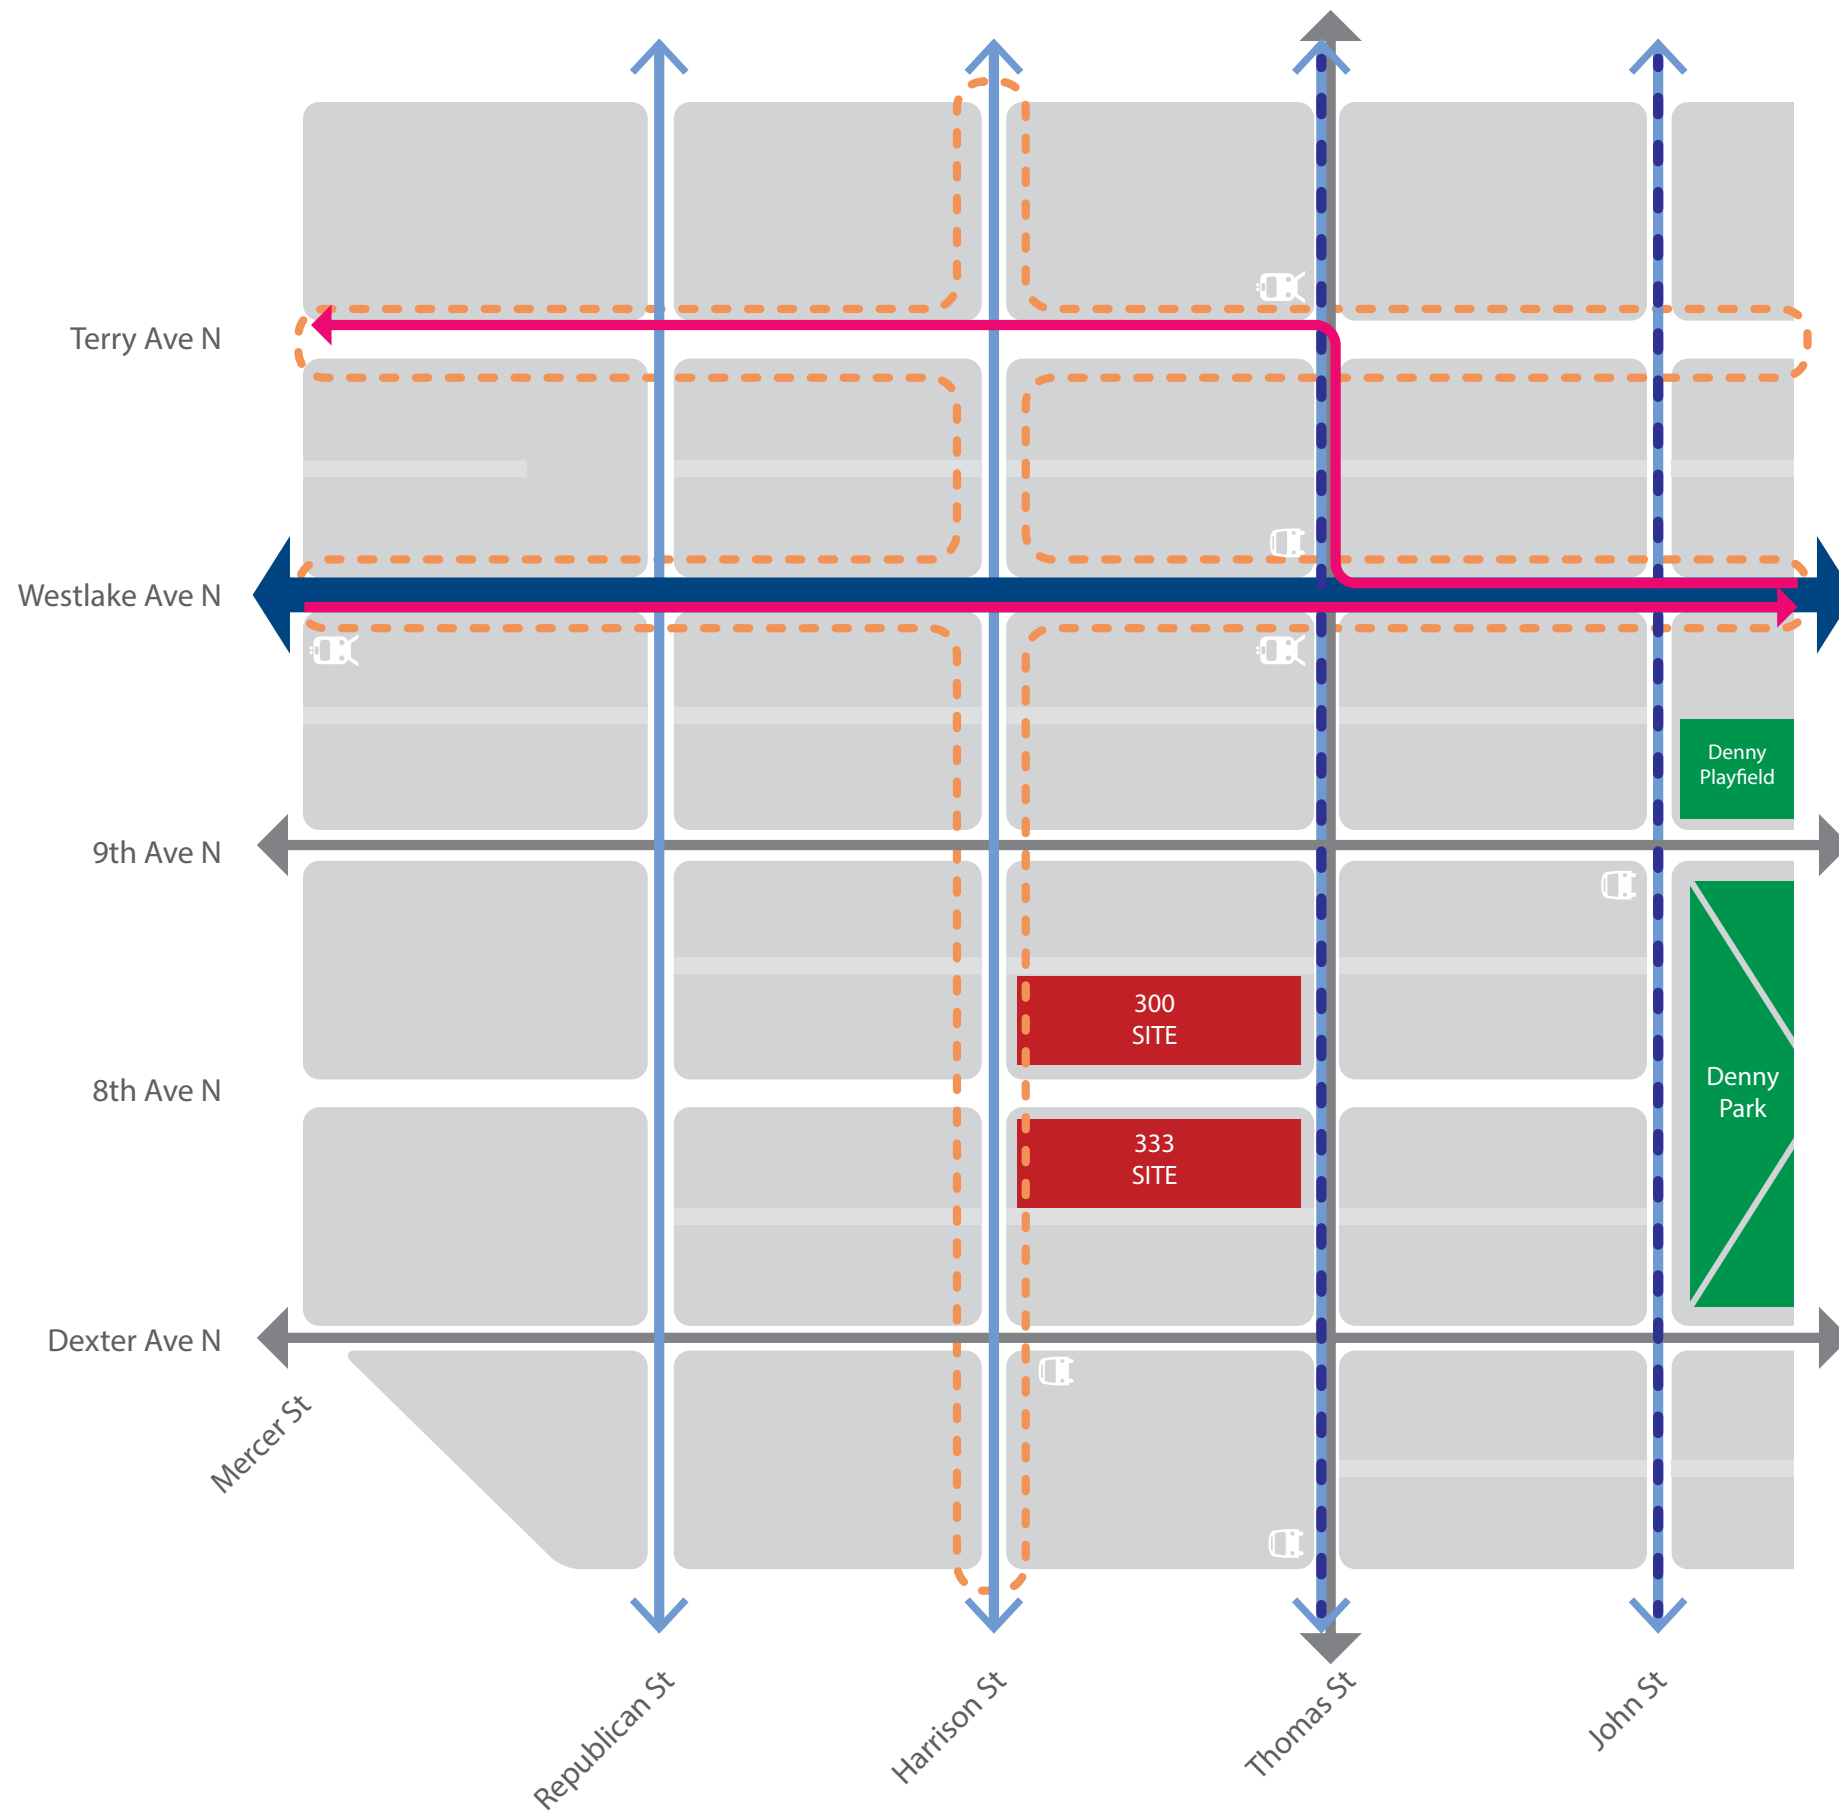 Terry Ave N
Westlake Ave N
Denny
Playfield
9th Ave N
300
SITE
8th Ave N
Denny
Park
333
SITE
Dexter Ave N
Mercer St
Republican St
Harrison St
Thomas St
John St